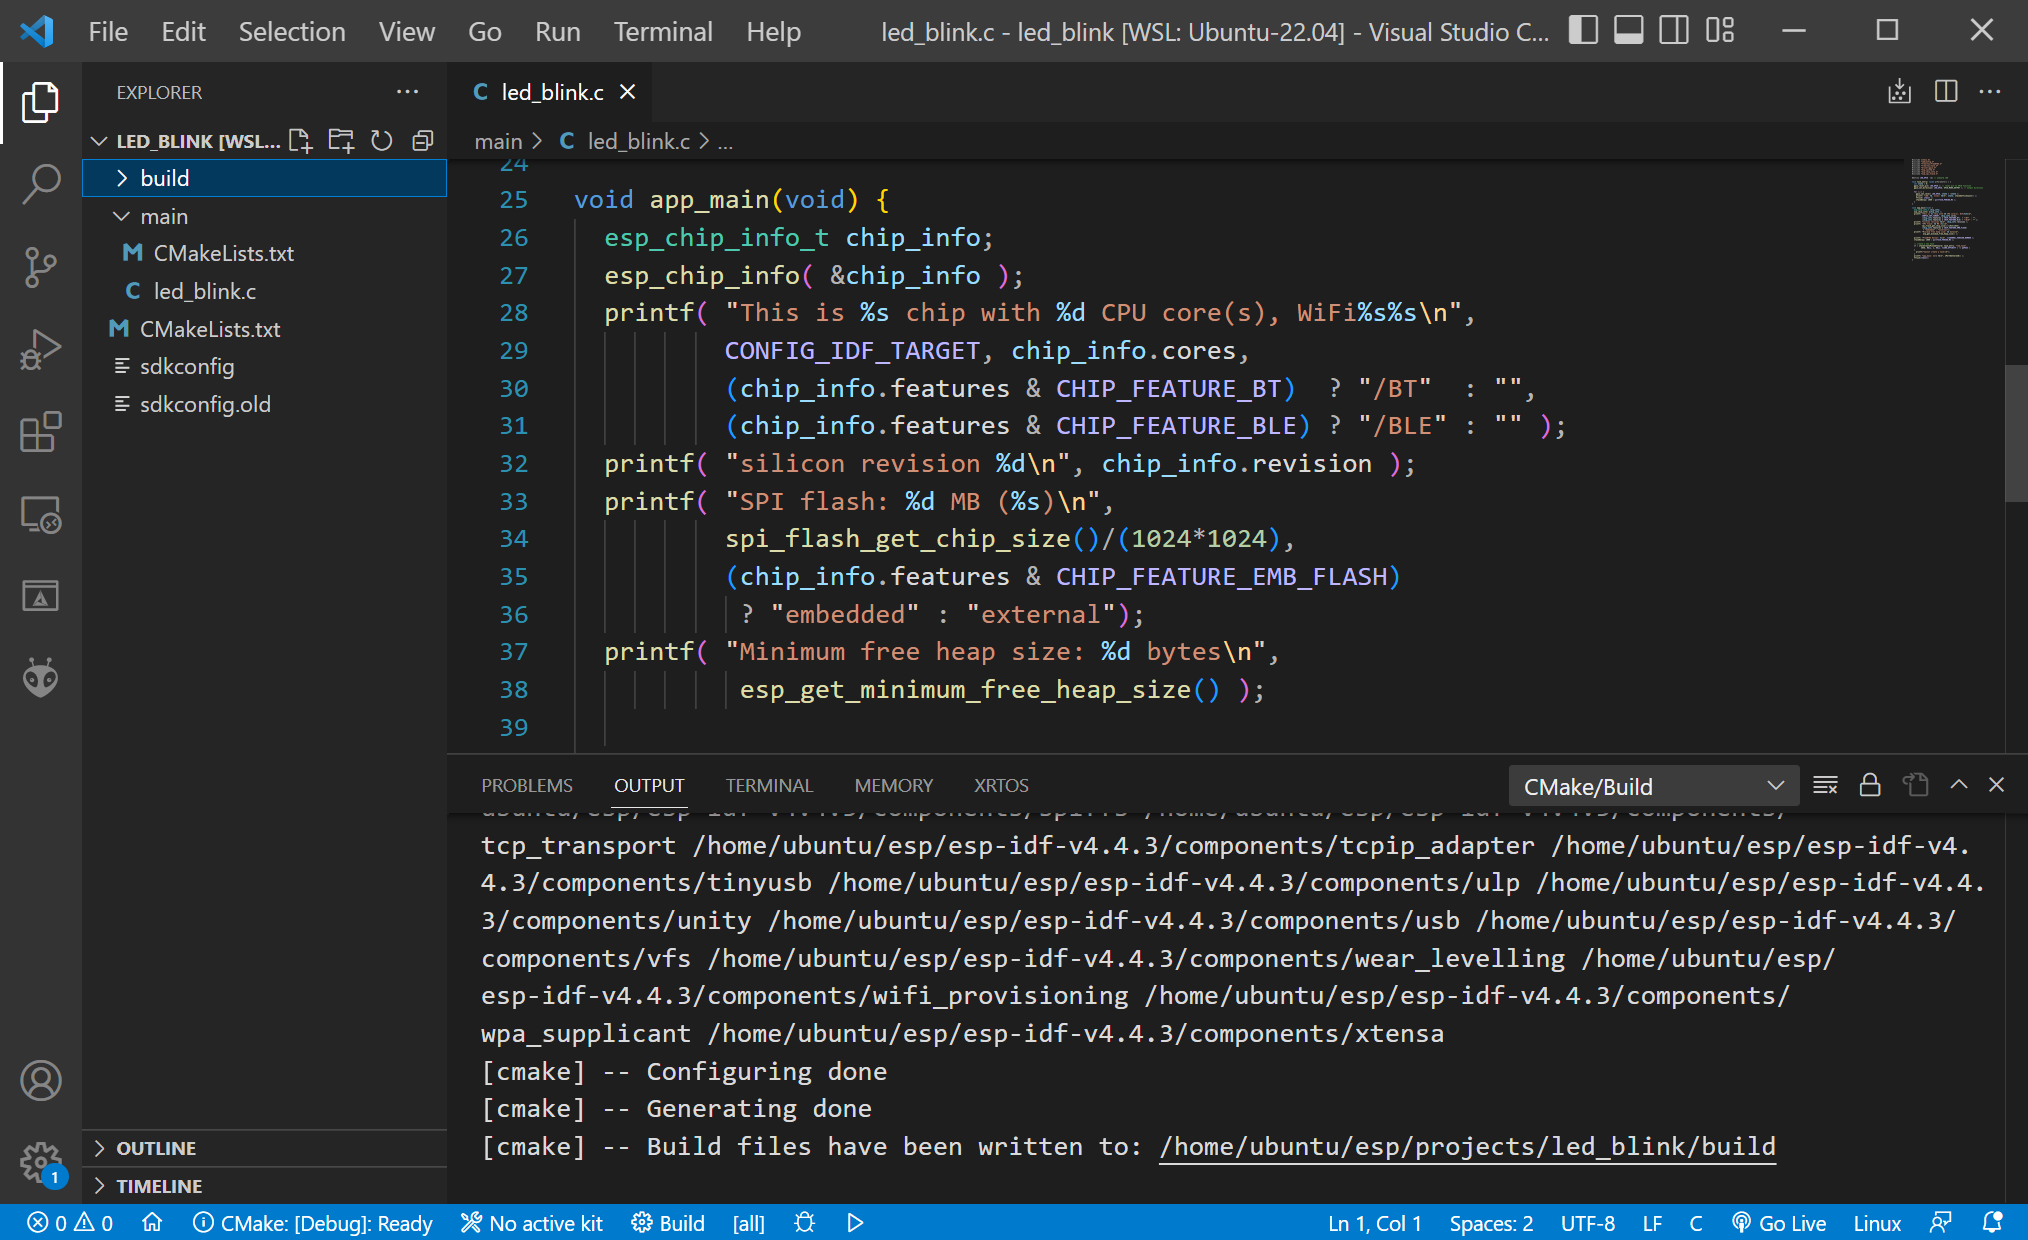 File Edit Selection View Go Run Terminal Help led_blink.c - led_blink [WSL: Ubuntu-22.04] - Visual Studio C...
EXPLORER
LED_BLINK [WSL...
build
main
CMakeLists.txt
C led_blink.c
CMakeLists.txt
sdkconfig
sdkconfig.old
OUTLINE
TIMELINE
C led_blink.c
main > C led_blink.c > ...
24
25 void app_main(void) {
26 esp_chip_info_t chip_info;
27 esp_chip_info( &chip_info );
28 printf( "This is %s chip with %d CPU core(s), WiFi%s%s\n",
29 CONFIG_IDF_TARGET, chip_info.cores,
30 (chip_info.features & CHIP_FEATURE_BT) ? "/BT" : "",
31 (chip_info.features & CHIP_FEATURE_BLE) ? "/BLE" : "" );
32 printf( "silicon revision %d\n", chip_info.revision );
33 printf( "SPI flash: %d MB (%s)\n",
34 spi_flash_get_chip_size()/(1024*1024),
35 (chip_info.features & CHIP_FEATURE_EMB_FLASH)
36 ? "embedded" : "external");
37 printf( "Minimum free heap size: %d bytes\n",
38 esp_get_minimum_free_heap_size() );
39
PROBLEMS OUTPUT TERMINAL MEMORY XRTOS CMake/Build
tcp_transport /home/ubuntu/esp/esp-idf-v4.4.3/components/tcpip_adapter /home/ubuntu/esp/esp-idf-v4.
4.3/components/tinyusb /home/ubuntu/esp/esp-idf-v4.4.3/components/ulp /home/ubuntu/esp/esp-idf-v4.4.
3/components/unity /home/ubuntu/esp/esp-idf-v4.4.3/components/usb /home/ubuntu/esp/esp-idf-v4.4.3/
components/vfs /home/ubuntu/esp/esp-idf-v4.4.3/components/wear_levelling /home/ubuntu/esp/
esp-idf-v4.4.3/components/wifi_provisioning /home/ubuntu/esp/esp-idf-v4.4.3/components/
wpa_supplicant /home/ubuntu/esp/esp-idf-v4.4.3/components/xtensa
[cmake] -- Configuring done
[cmake] -- Generating done
[cmake] -- Build files have been written to: /home/ubuntu/esp/projects/led_blink/build
1
0 0 CMake: [Debug]: Ready No active kit Build [all] Ln 1, Col 1 Spaces: 2 UTF-8 LF C Go Live Linux